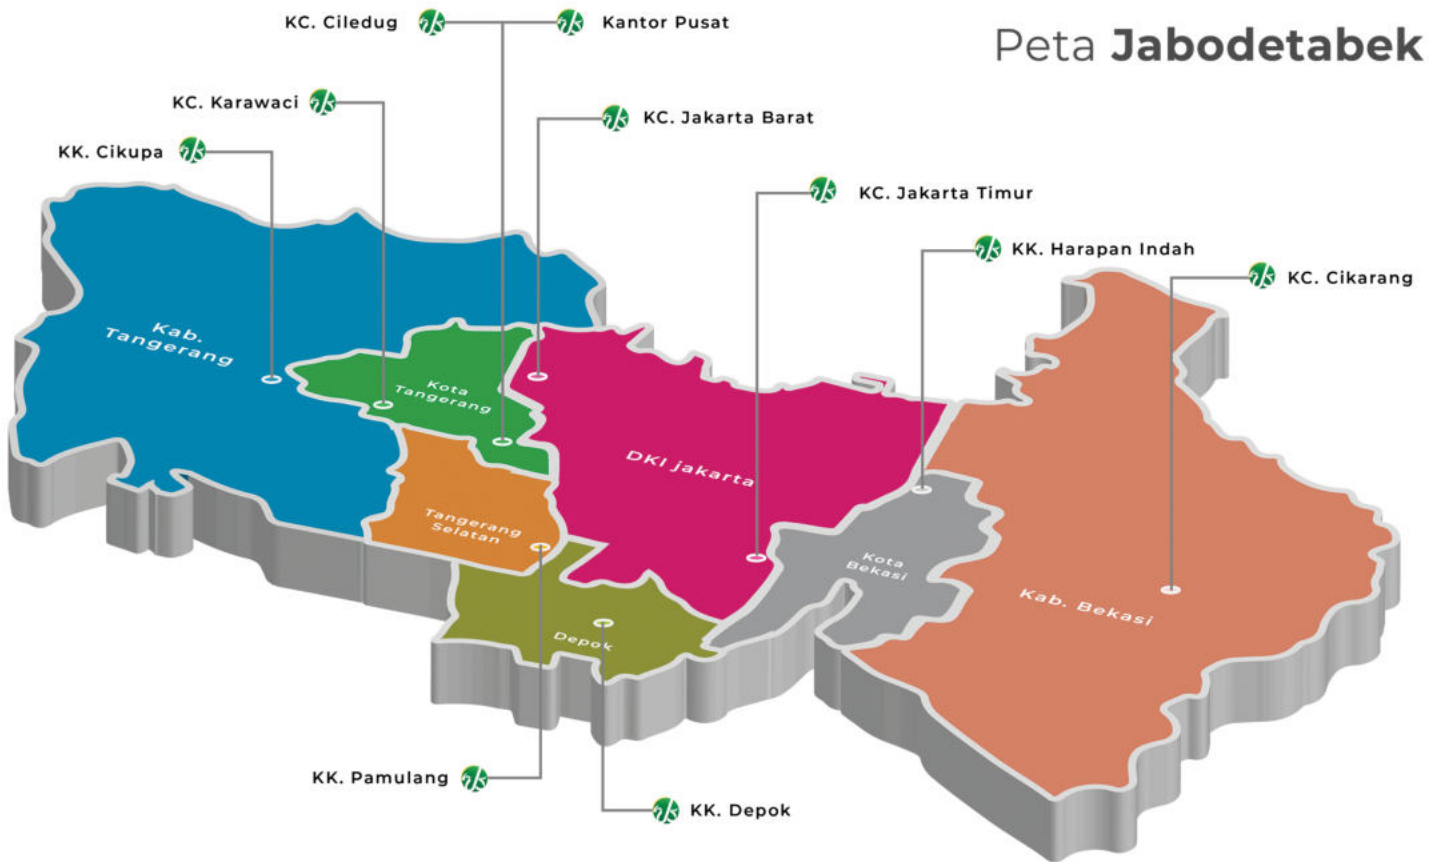 KC. Ciledug
Kantor Pusat
Peta Jabodetabek
KC. Karawaci
KC. Jakarta Barat
KK. Cikupa
KC. Jakarta Timur
KK. Harapan Indah
KC. Cikarang
Kab.
Tangerang
Kota
Tangerang
DKI jakarta
Tangerang
Selatan
Kota
Bekasi
Kab. Bekasi
Depok
KK. Pamulang
KK. Depok